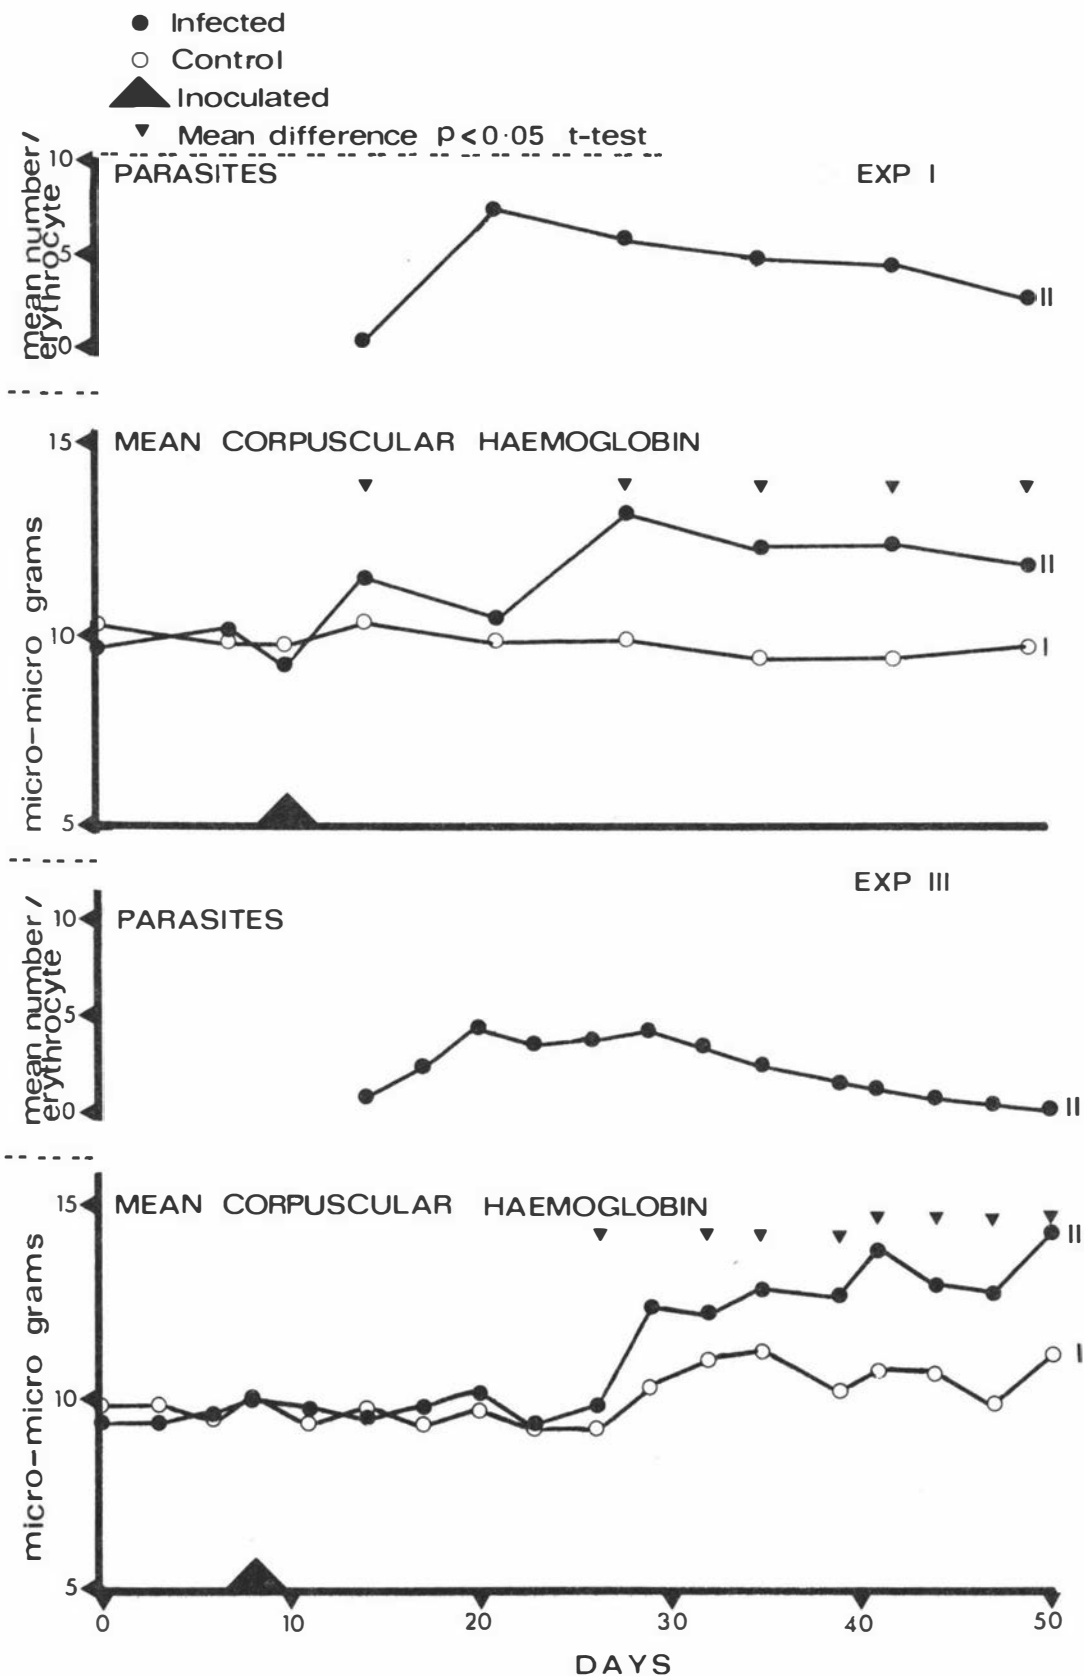 Infected
Control
Inoculated
Mean difference p<0·05 t-test
mean number/
erythrocyte
10
5
0
PARASITES
EXP I
II
MEAN CORPUSCULAR HAEMOGLOBIN
micro-micro grams
15
10
5
II
I
EXP III
mean number/
erythrocyte
10
5
0
PARASITES
II
MEAN CORPUSCULAR HAEMOGLOBIN
micro-micro grams
15
10
5
II
I
0 10 20 30 40 50
DAYS